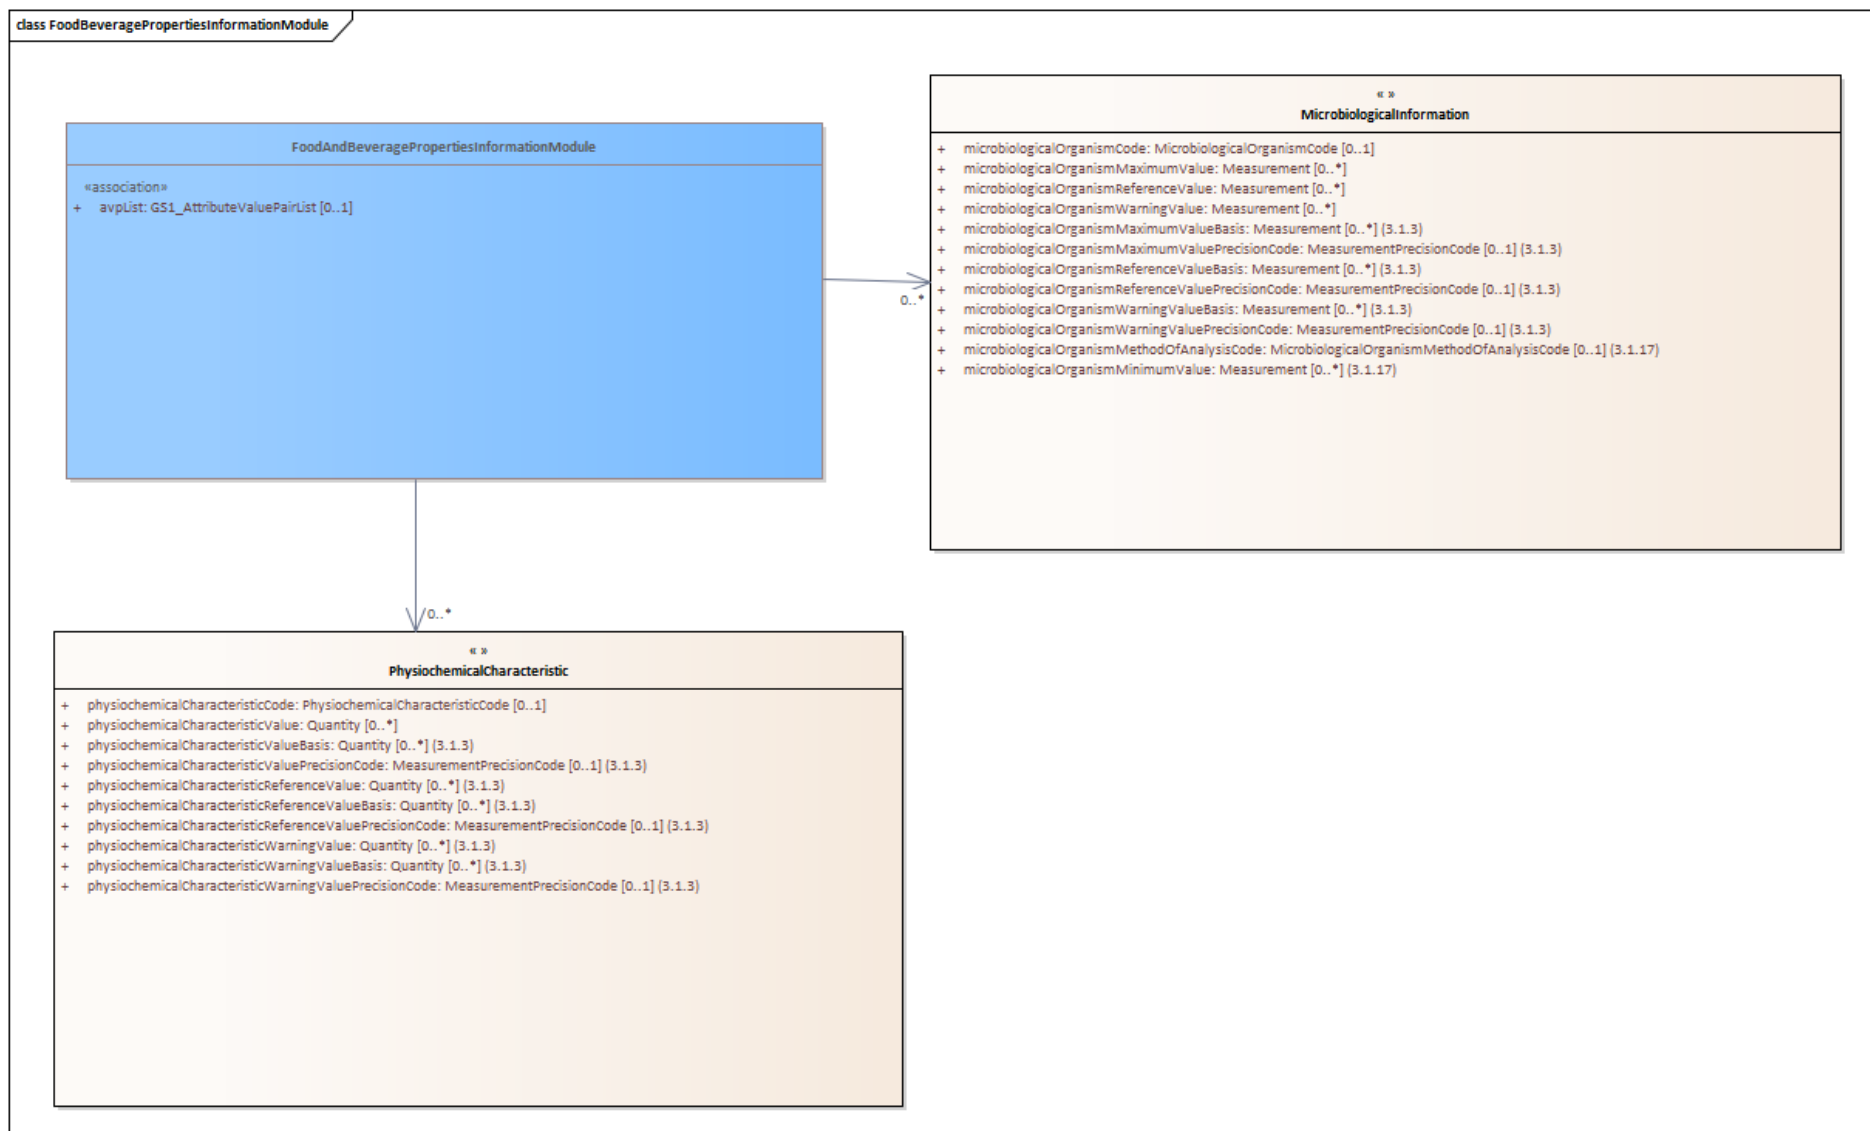 class FoodBeveragePropertiesInformationModule
FoodAndBeveragePropertiesInformationModule
«association»
+ avpList: GS1_AttributeValuePairList [0..1]
« »
MicrobiologicalInformation
+ microbiologicalOrganismCode: MicrobiologicalOrganismCode [0..1]
+ microbiologicalOrganismMaximumValue: Measurement [0..*]
+ microbiologicalOrganismReferenceValue: Measurement [0..*]
+ microbiologicalOrganismWarningValue: Measurement [0..*]
+ microbiologicalOrganismMaximumValueBasis: Measurement [0..*] (3.1.3)
+ microbiologicalOrganismMaximumValuePrecisionCode: MeasurementPrecisionCode [0..1] (3.1.3)
+ microbiologicalOrganismReferenceValueBasis: Measurement [0..*] (3.1.3)
+ microbiologicalOrganismReferenceValuePrecisionCode: MeasurementPrecisionCode [0..1] (3.1.3)
+ microbiologicalOrganismWarningValueBasis: Measurement [0..*] (3.1.3)
+ microbiologicalOrganismWarningValuePrecisionCode: MeasurementPrecisionCode [0..1] (3.1.3)
+ microbiologicalOrganismMethodOfAnalysisCode: MicrobiologicalOrganismMethodOfAnalysisCode [0..1] (3.1.17)
+ microbiologicalOrganismMinimumValue: Measurement [0..*] (3.1.17)
0..*
0..*
« »
PhysiochemicalCharacteristic
+ physiochemicalCharacteristicCode: PhysiochemicalCharacteristicCode [0..1]
+ physiochemicalCharacteristicValue: Quantity [0..*]
+ physiochemicalCharacteristicValueBasis: Quantity [0..*] (3.1.3)
+ physiochemicalCharacteristicValuePrecisionCode: MeasurementPrecisionCode [0..1] (3.1.3)
+ physiochemicalCharacteristicReferenceValue: Quantity [0..*] (3.1.3)
+ physiochemicalCharacteristicReferenceValueBasis: Quantity [0..*] (3.1.3)
+ physiochemicalCharacteristicReferenceValuePrecisionCode: MeasurementPrecisionCode [0..1] (3.1.3)
+ physiochemicalCharacteristicWarningValue: Quantity [0..*] (3.1.3)
+ physiochemicalCharacteristicWarningValueBasis: Quantity [0..*] (3.1.3)
+ physiochemicalCharacteristicWarningValuePrecisionCode: MeasurementPrecisionCode [0..1] (3.1.3)